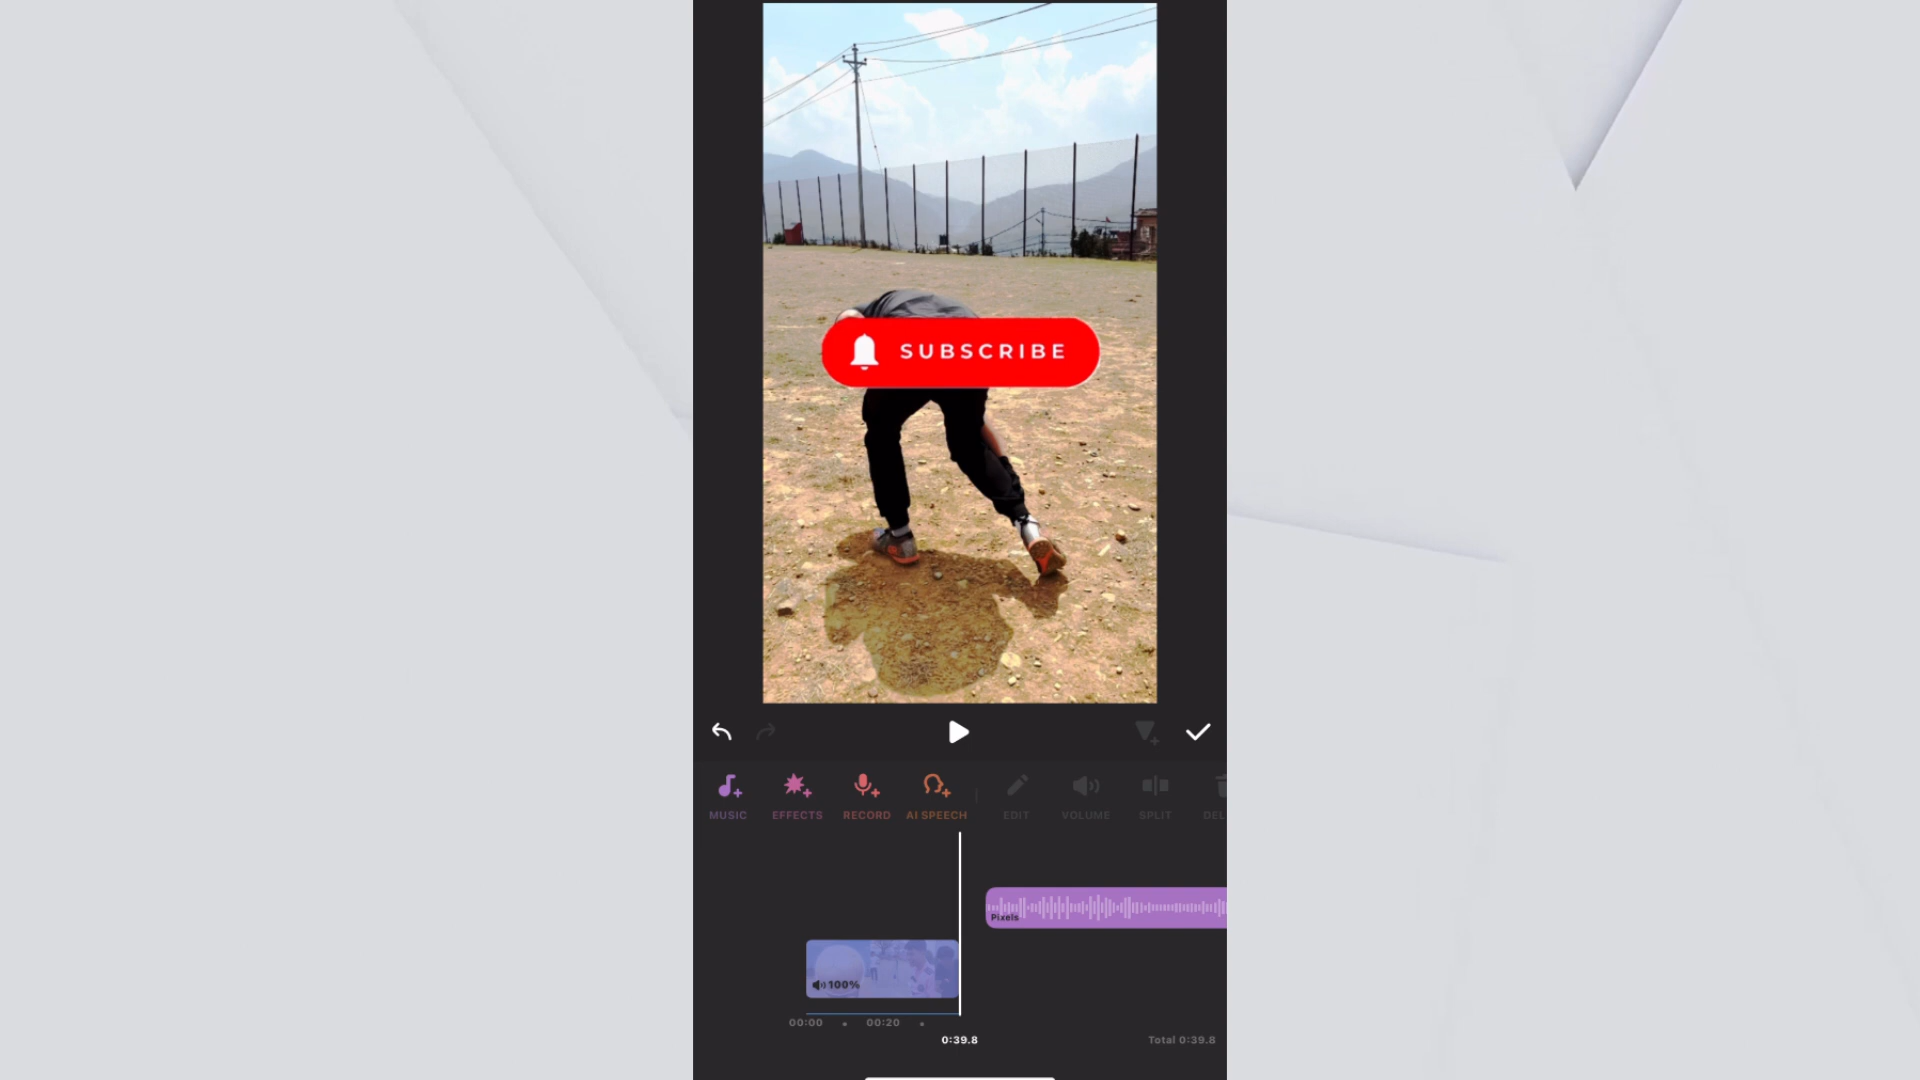 SUBSCRIBE
MUSIC EFFECTS RECORD AI SPEECH EDIT VOLUME SPLIT DEL
Pixels
100%
00:00 00:20
0:39.8 Total 0:39.8